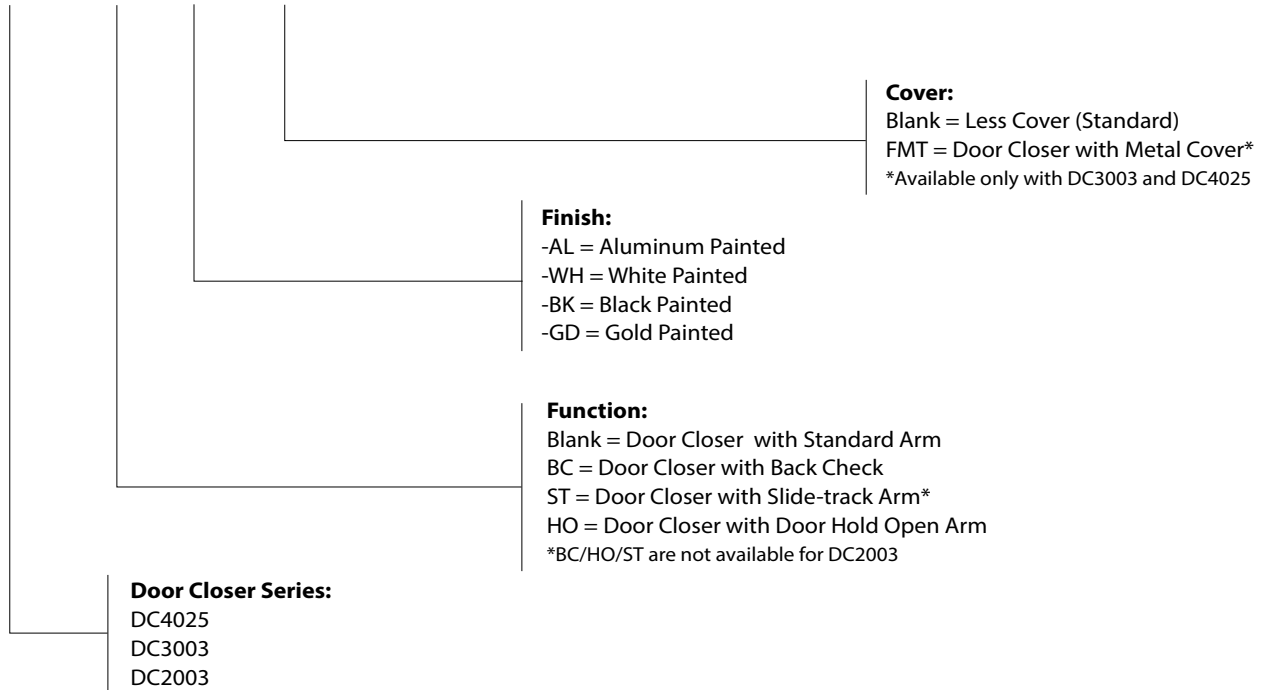 Cover:
Blank = Less Cover (Standard)
FMT = Door Closer with Metal Cover*
*Available only with DC3003 and DC4025
Finish:
-AL = Aluminum Painted
-WH = White Painted
-BK = Black Painted
-GD = Gold Painted
Function:
Blank = Door Closer with Standard Arm
BC = Door Closer with Back Check
ST = Door Closer with Slide-track Arm*
HO = Door Closer with Door Hold Open Arm
*BC/HO/ST are not available for DC2003
Door Closer Series:
DC4025
DC3003
DC2003